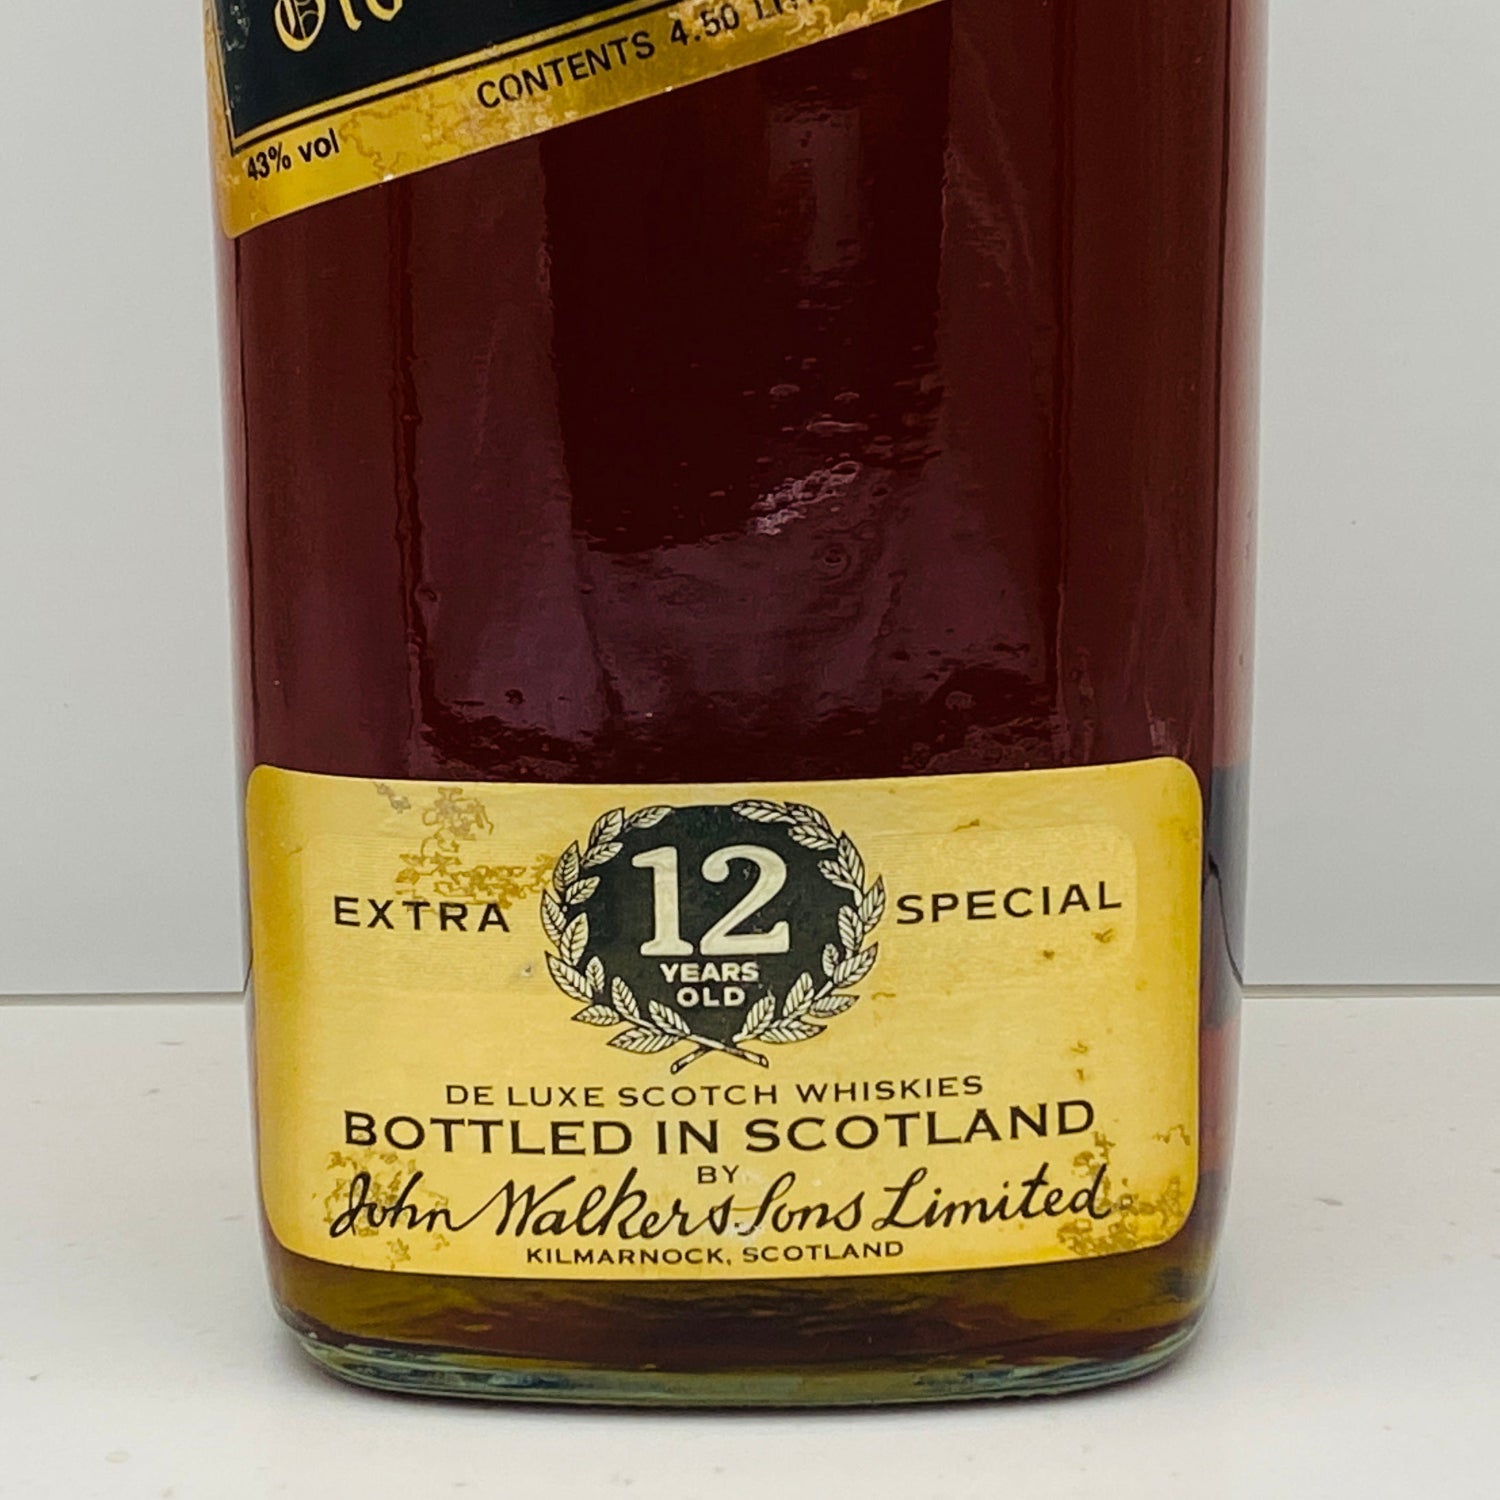 CONTENTS 4.50
43% vol
EXTRA 12 SPECIAL
YEARS
OLD
DE LUXE SCOTCH WHISKIES
BOTTLED IN SCOTLAND
BY
John Walker & Sons Limited.
KILMARNOCK, SCOTLAND